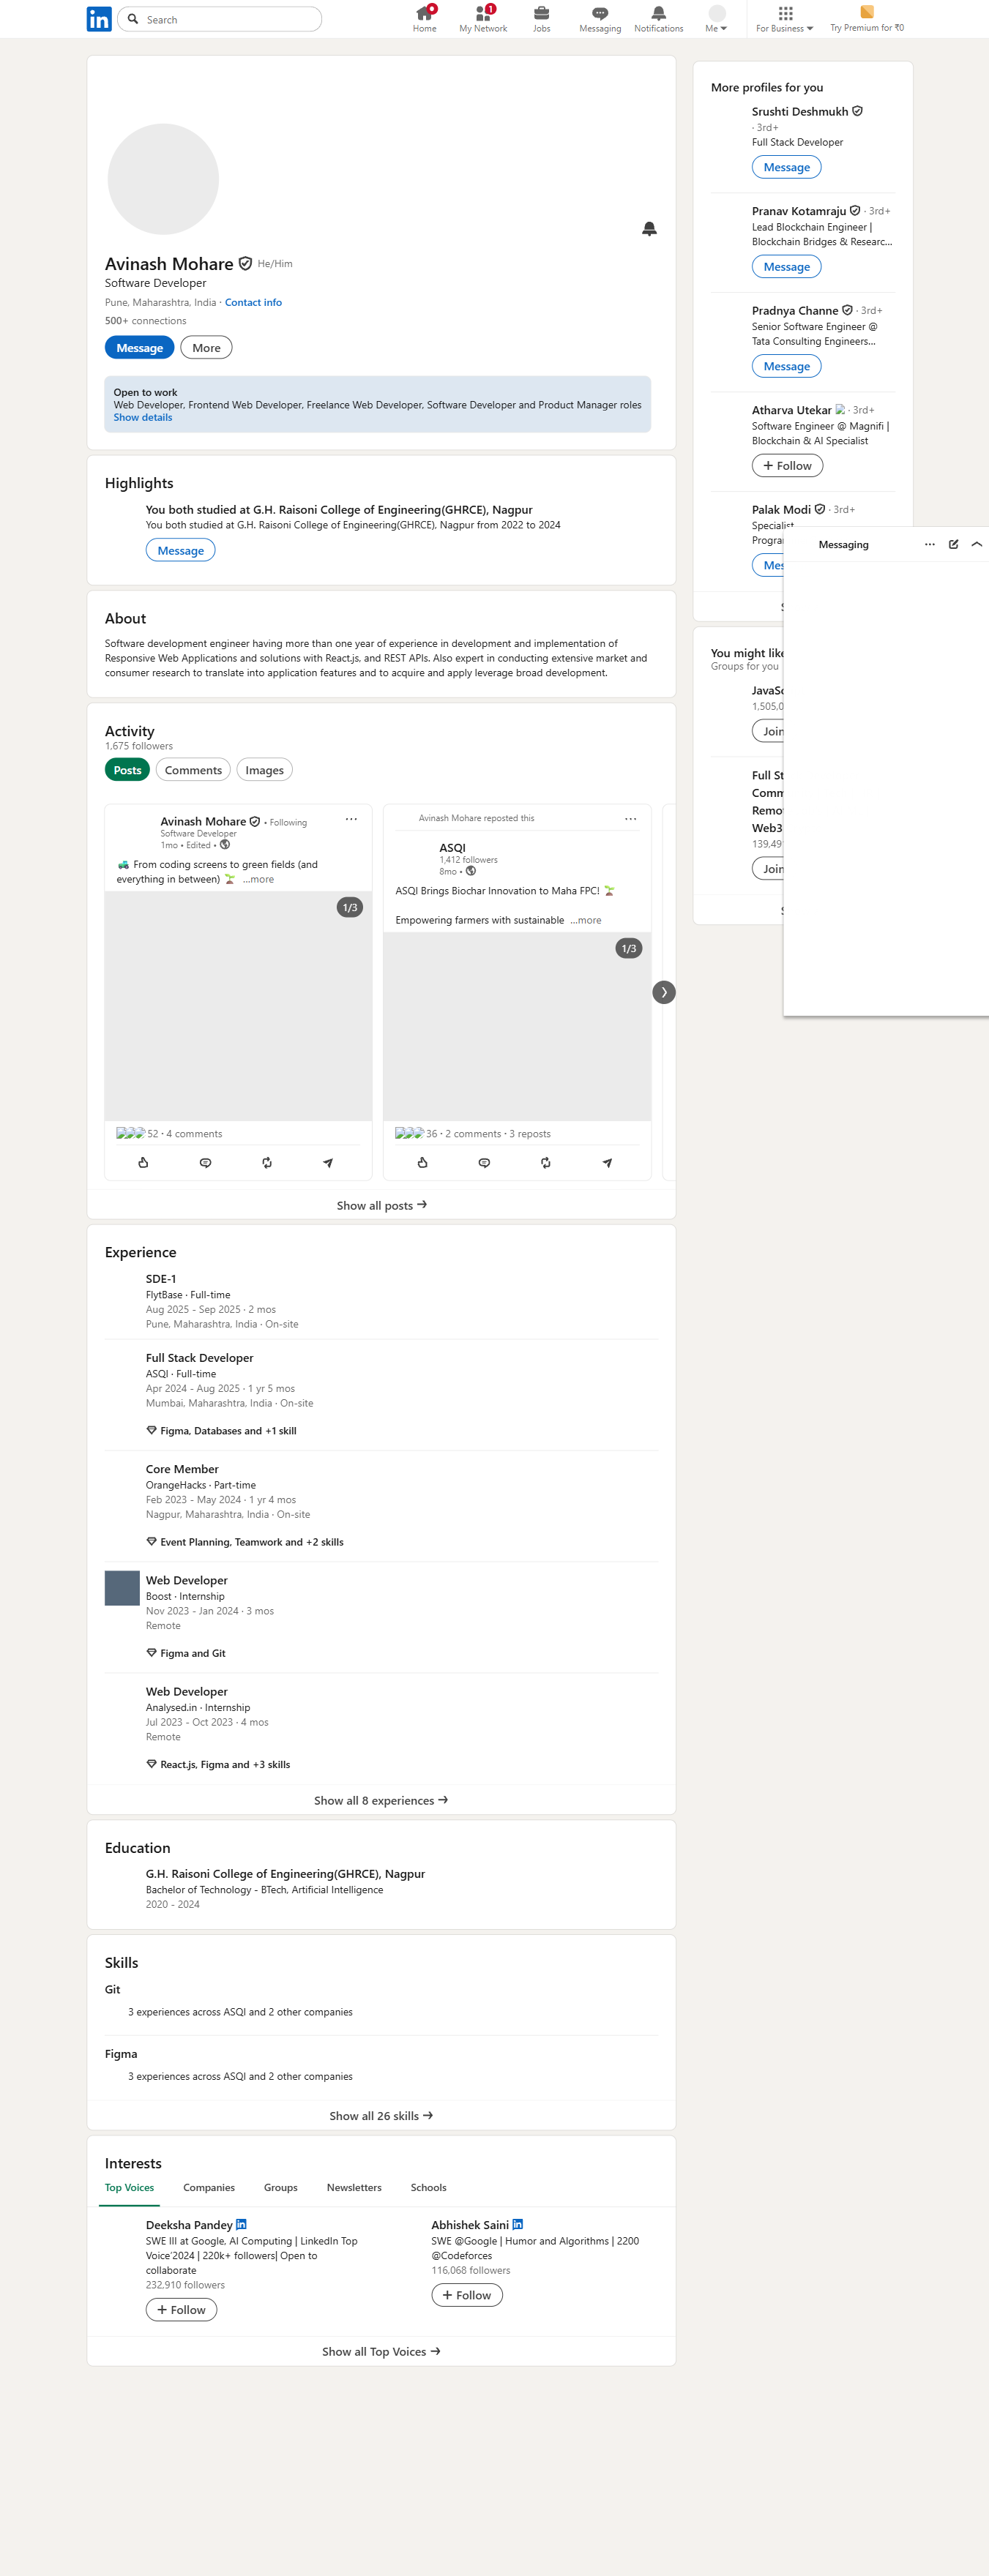 in
Search
Home
1
My Network
Jobs
Messaging
Notifications
Me
For Business
Try Premium for ₹0
Avinash Mohare
He/Him
Software Developer
Pune, Maharashtra, India · Contact info
500+ connections
Message
More
Open to work
Web Developer, Frontend Web Developer, Freelance Web Developer, Software Developer and Product Manager roles
Show details
Highlights
You both studied at G.H. Raisoni College of Engineering(GHRCE), Nagpur
You both studied at G.H. Raisoni College of Engineering(GHRCE), Nagpur from 2022 to 2024
Message
About
Software development engineer having more than one year of experience in development and implementation of
Responsive Web Applications and solutions with React.js, and REST APIs. Also expert in conducting extensive market and
consumer research to translate into application features and to acquire and apply leverage broad development.
Activity
1,675 followers
Posts
Comments
Images
Avinash Mohare • Following
Software Developer
1mo • Edited •
🚜 From coding screens to green fields (and
everything in between) 🌱 ...more
1/3
52 · 4 comments
Avinash Mohare reposted this
ASQI
1,412 followers
8mo •
ASQI Brings Biochar Innovation to Maha FPC! 🌱
Empowering farmers with sustainable ...more
1/3
36 · 2 comments · 3 reposts
Show all posts →
Experience
SDE-1
FlytBase · Full-time
Aug 2025 - Sep 2025 · 2 mos
Pune, Maharashtra, India · On-site
Full Stack Developer
ASQI · Full-time
Apr 2024 - Aug 2025 · 1 yr 5 mos
Mumbai, Maharashtra, India · On-site
Figma, Databases and +1 skill
Core Member
OrangeHacks · Part-time
Feb 2023 - May 2024 · 1 yr 4 mos
Nagpur, Maharashtra, India · On-site
Event Planning, Teamwork and +2 skills
Web Developer
Boost · Internship
Nov 2023 - Jan 2024 · 3 mos
Remote
Figma and Git
Web Developer
Analysed.in · Internship
Jul 2023 - Oct 2023 · 4 mos
Remote
React.js, Figma and +3 skills
Show all 8 experiences →
Education
G.H. Raisoni College of Engineering(GHRCE), Nagpur
Bachelor of Technology - BTech, Artificial Intelligence
2020 - 2024
Skills
Git
3 experiences across ASQI and 2 other companies
Figma
3 experiences across ASQI and 2 other companies
Show all 26 skills →
Interests
Top Voices
Companies
Groups
Newsletters
Schools
Deeksha Pandey in
SWE III at Google, AI Computing | LinkedIn Top
Voice'2024 | 220k+ followers| Open to
collaborate
232,910 followers
+ Follow
Abhishek Saini in
SWE @Google | Humor and Algorithms | 2200
@Codeforces
116,068 followers
+ Follow
Show all Top Voices →
More profiles for you
Srushti Deshmukh
· 3rd+
Full Stack Developer
Message
Pranav Kotamraju · 3rd+
Lead Blockchain Engineer |
Blockchain Bridges & Researc...
Message
Pradnya Channe · 3rd+
Senior Software Engineer @
Tata Consulting Engineers...
Message
Atharva Utekar · 3rd+
Software Engineer @ Magnifi |
Blockchain & AI Specialist
+ Follow
Palak Modi · 3rd+
Specialist
Progra
Mes
Messaging
You might like
Groups for you
JavaSc
1,505,0
Join
Full St
Comm
Remo
Web3
139,49
Join